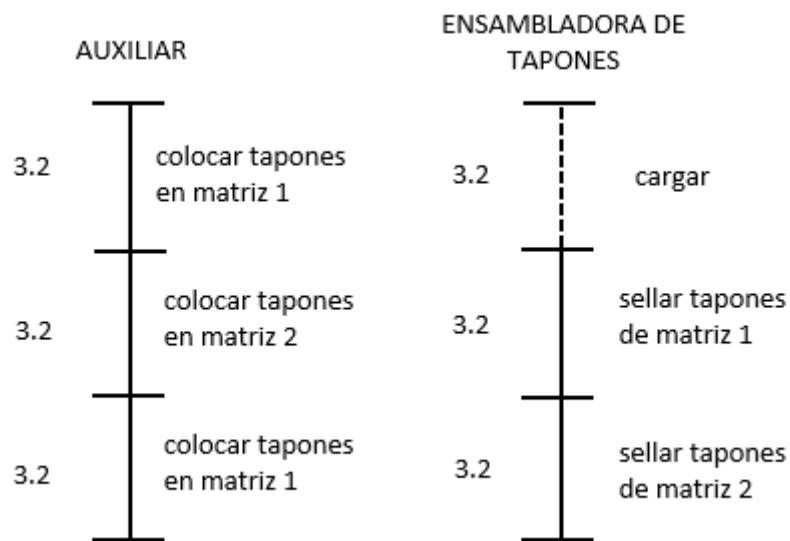 AUXILIAR
ENSAMBLADORA DE
TAPONES
3.2
colocar tapones
en matriz 1
3.2
cargar
3.2
colocar tapones
en matriz 2
3.2
sellar tapones
de matriz 1
3.2
colocar tapones
en matriz 1
3.2
sellar tapones
de matriz 2